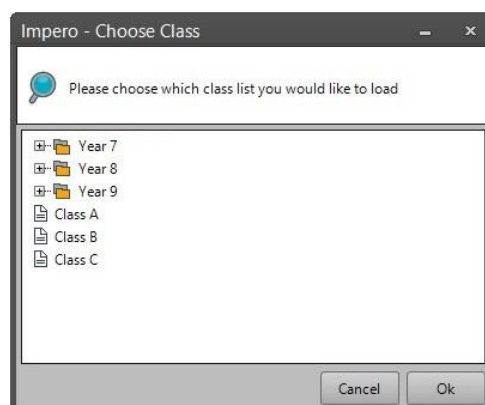 Impero - Choose Class
Please choose which class list you would like to load
Year 7
Year 8
Year 9
Class A
Class B
Class C
Cancel Ok